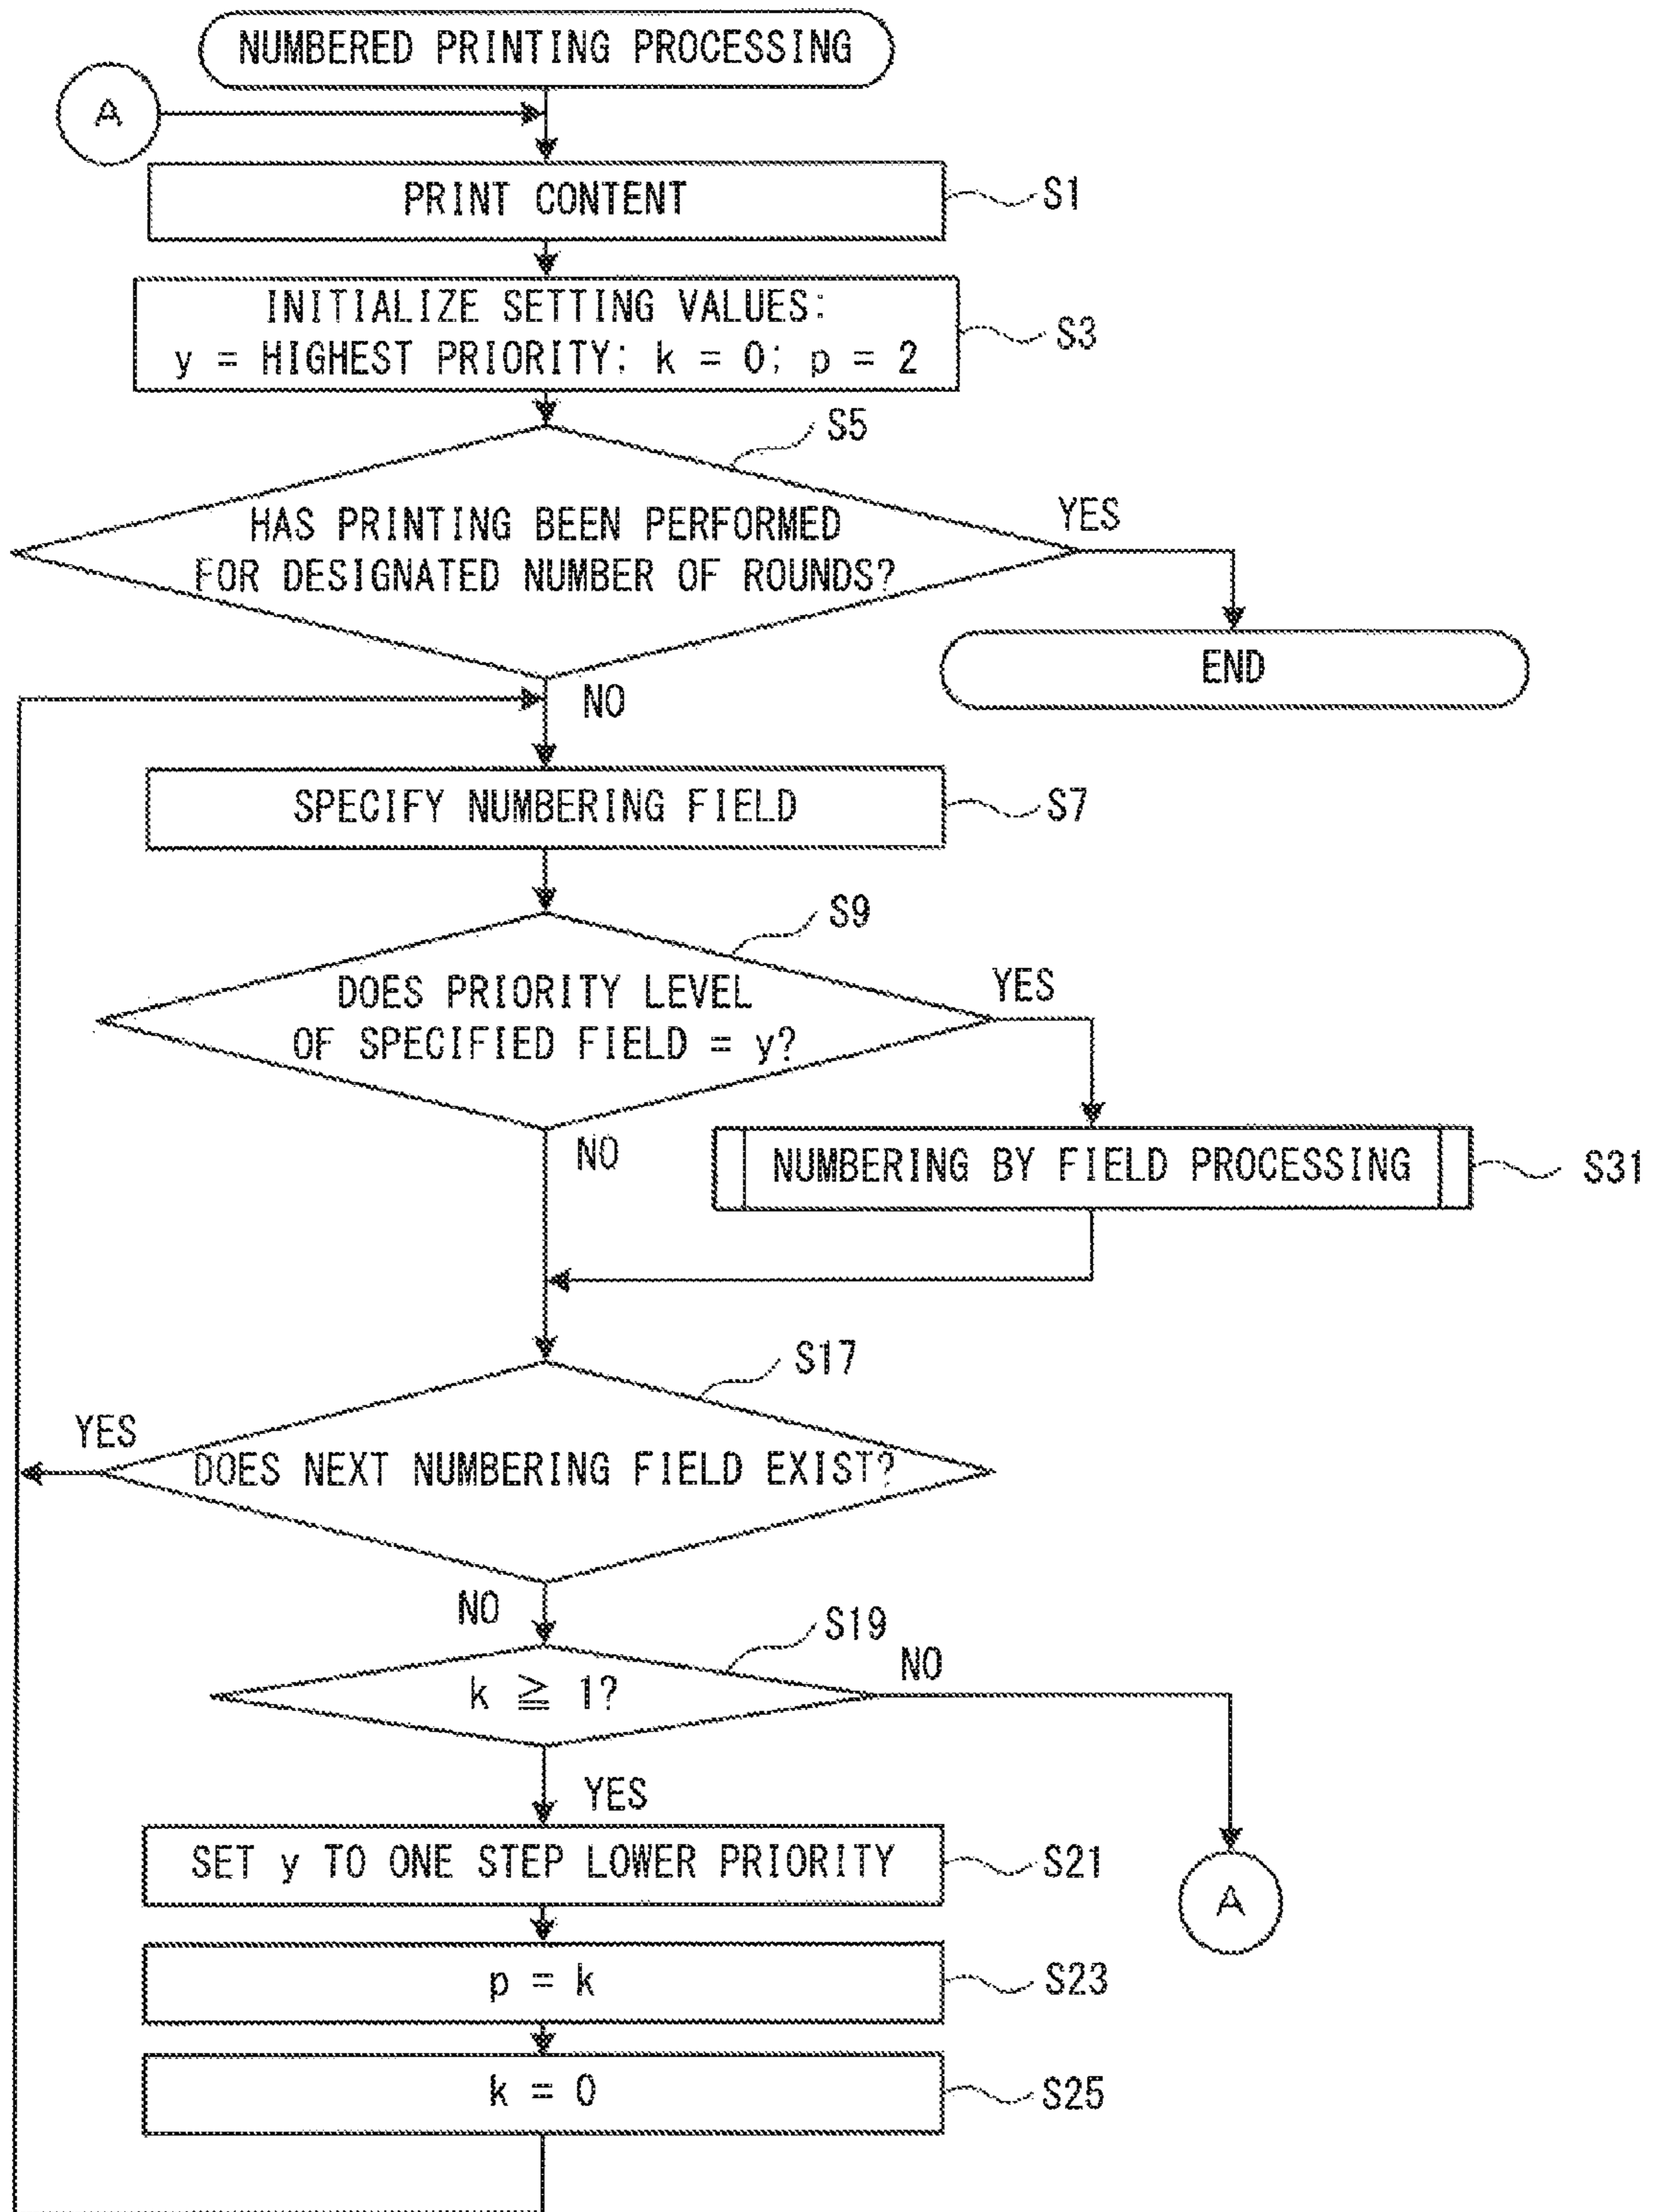 NUMBERED PRINTING PROCESSING
A
PRINT CONTENT
S1
INITIALIZE SETTING VALUES:
y = HIGHEST PRIORITY; k = 0; p = 2
S3
S5
HAS PRINTING BEEN PERFORMED
FOR DESIGNATED NUMBER OF ROUNDS?
YES
END
NO
SPECIFY NUMBERING FIELD
S7
S9
DOES PRIORITY LEVEL
OF SPECIFIED FIELD = y?
YES
NO
NUMBERING BY FIELD PROCESSING
S31
S17
YES
DOES NEXT NUMBERING FIELD EXIST?
NO
S19
k ≧ 1?
NO
YES
SET y TO ONE STEP LOWER PRIORITY
S21
A
p = k
S23
k = 0
S25